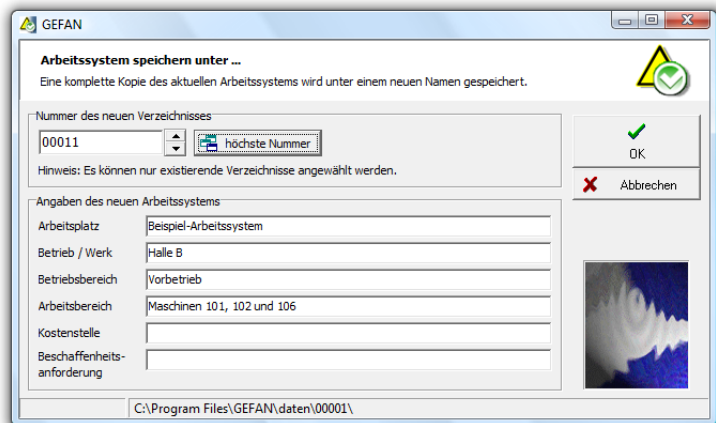 GEFAN
Arbeitssystem speichern unter ...
Eine komplette Kopie des aktuellen Arbeitssystems wird unter einem neuen Namen gespeichert.
Nummer des neuen Verzeichnisses
00011
höchste Nummer
Hinweis: Es können nur existierende Verzeichnisse angewählt werden.
OK
Abbrechen
Angaben des neuen Arbeitssystems
Arbeitsplatz Beispiel-Arbeitssystem
Betrieb / Werk Halle B
Betriebsbereich Vorbetrieb
Arbeitsbereich Maschinen 101, 102 und 106
Kostenstelle
Beschaffenheits-
anforderung
C:\Program Files\GEFAN\daten\00001\